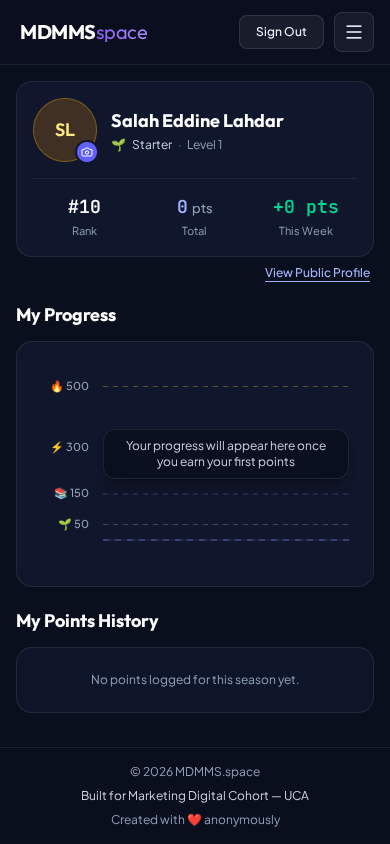 MDMMSspace
Sign Out
SL
Salah Eddine Lahdar
🌱 Starter · Level 1
#10 0 pts +0 pts
Rank Total This Week
View Public Profile
My Progress
🔥 500
⚡ 300
Your progress will appear here once
you earn your first points
📚 150
🌱 50
My Points History
No points logged for this season yet.
© 2026 MDMMS.space
Built for Marketing Digital Cohort — UCA
Created with ❤️ anonymously